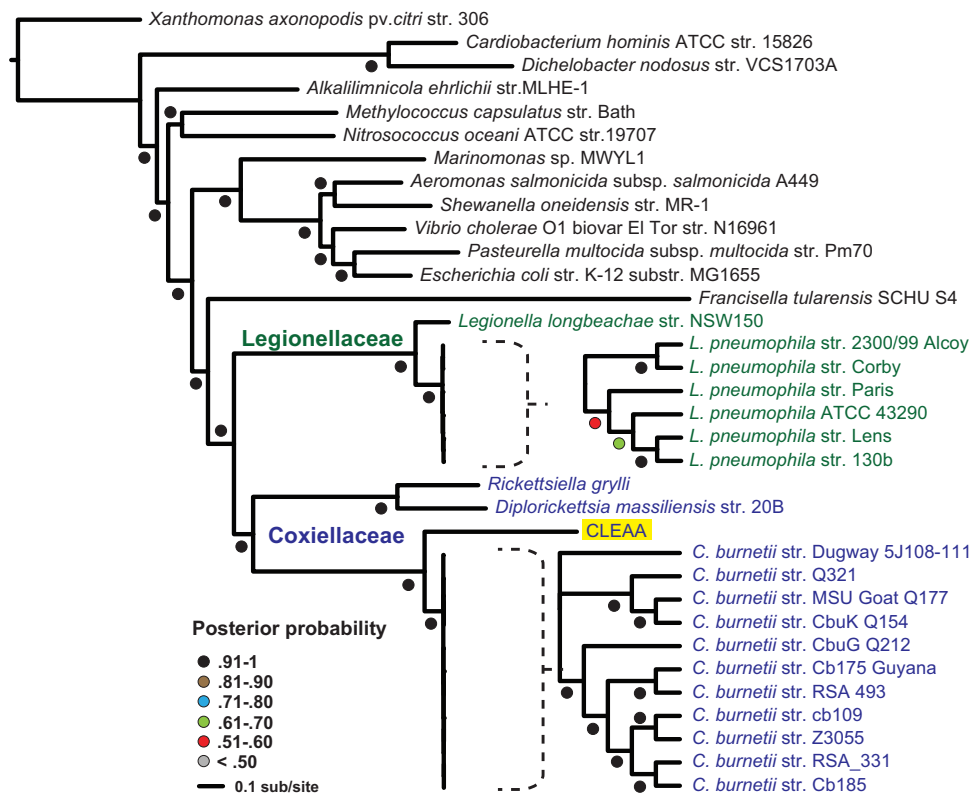 Xanthomonas axonopodis pv.citri str. 306
Cardiobacterium hominis ATCC str. 15826
Dichelobacter nodosus str. VCS1703A
Alkalilimnicola ehrlichii str.MLHE-1
Methylococcus capsulatus str. Bath
Nitrosococcus oceani ATCC str.19707
Marinomonas sp. MWYL1
Aeromonas salmonicida subsp. salmonicida A449
Shewanella oneidensis str. MR-1
Vibrio cholerae O1 biovar El Tor str. N16961
Pasteurella multocida subsp. multocida str. Pm70
Escherichia coli str. K-12 substr. MG1655
Francisella tularensis SCHU S4
Legionella longbeachae str. NSW150
Legionellaceae
L. pneumophila str. 2300/99 Alcoy
L. pneumophila str. Corby
L. pneumophila str. Paris
L. pneumophila ATCC 43290
L. pneumophila str. Lens
L. pneumophila str. 130b
Rickettsiella grylli
Diplorickettsia massiliensis str. 20B
Coxiellaceae
CLEAA
C. burnetii str. Dugway 5J108-111
C. burnetii str. Q321
C. burnetii str. MSU Goat Q177
C. burnetii str. CbuK Q154
C. burnetii str. CbuG Q212
C. burnetii str. Cb175 Guyana
C. burnetii str. RSA 493
C. burnetii str. cb109
C. burnetii str. Z3055
C. burnetii str. RSA_331
C. burnetii str. Cb185
Posterior probability
.91-1
.81-.90
.71-.80
.61-.70
.51-.60
< .50
0.1 sub/site